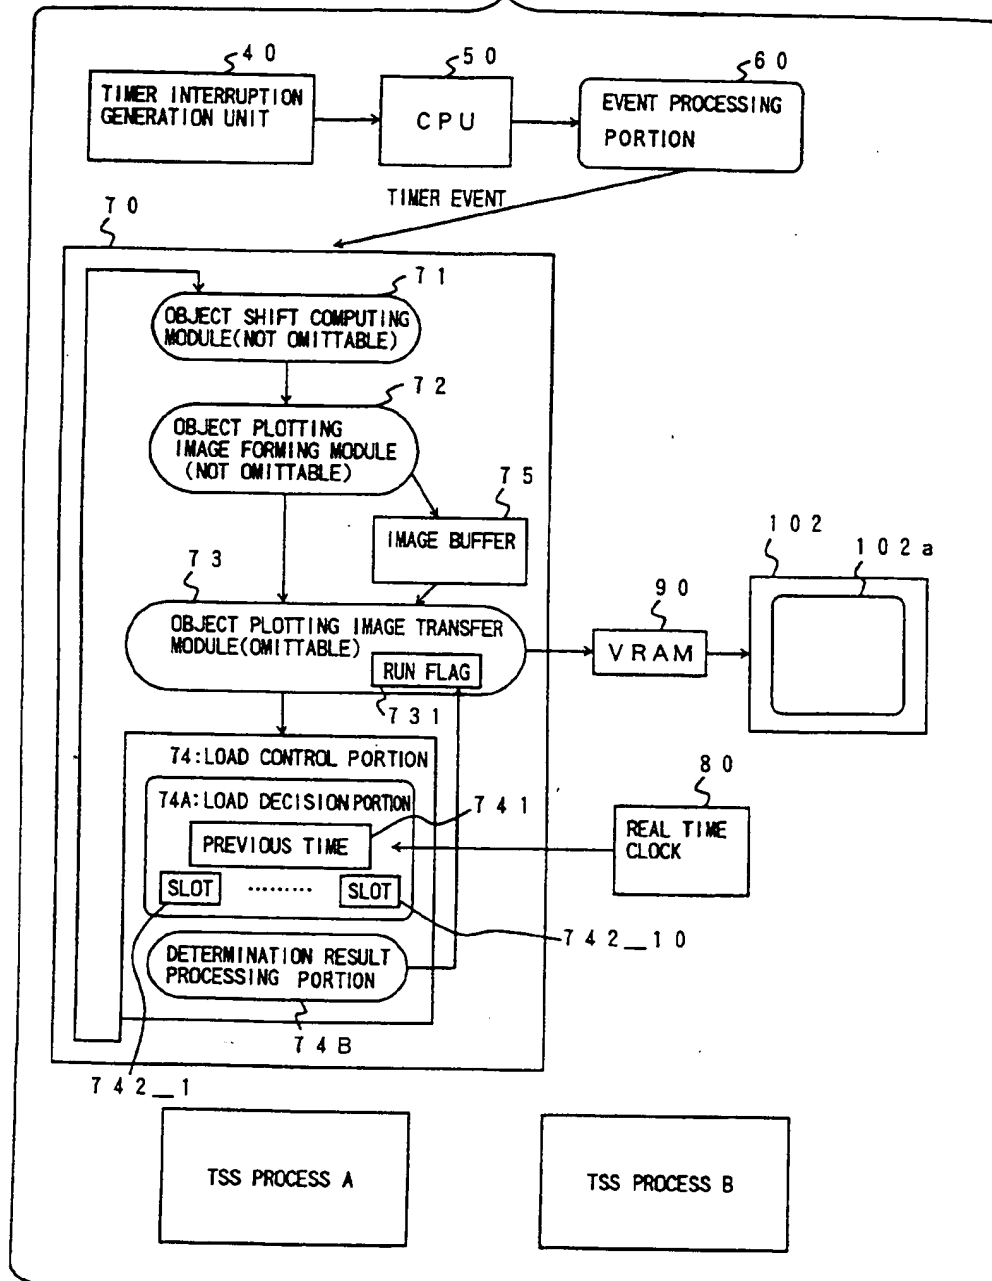 40
50
60
TIMER INTERRUPTION
GENERATION UNIT
CPU
EVENT PROCESSING
PORTION
TIMER EVENT
70
71
OBJECT SHIFT COMPUTING
MODULE(NOT OMITTABLE)
72
OBJECT PLOTTING
IMAGE FORMING MODULE
(NOT OMITTABLE)
75
IMAGE BUFFER
102
102a
73
90
OBJECT PLOTTING IMAGE TRANSFER
MODULE(OMITTABLE)
RUN FLAG
VRAM
731
74:LOAD CONTROL PORTION
80
74A:LOAD DECISION PORTION
741
PREVIOUS TIME
REAL TIME
CLOCK
SLOT ......... SLOT
742_10
DETERMINATION RESULT
PROCESSING PORTION
74B
742_1
TSS PROCESS A
TSS PROCESS B